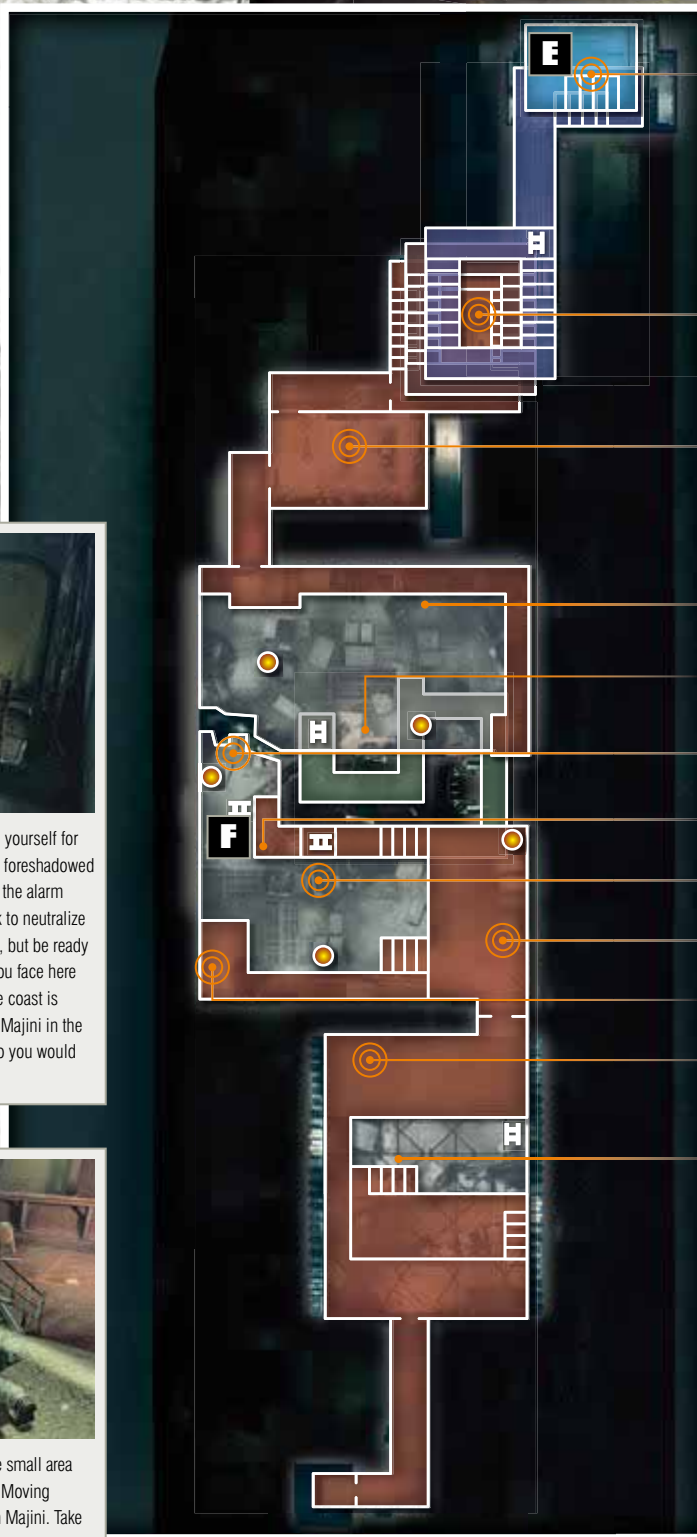 E
F
yourself for
foreshadowed
the alarm
to neutralize
, but be ready
face here
coast is
Majini in the
you would
small area
Moving
Majini. Take